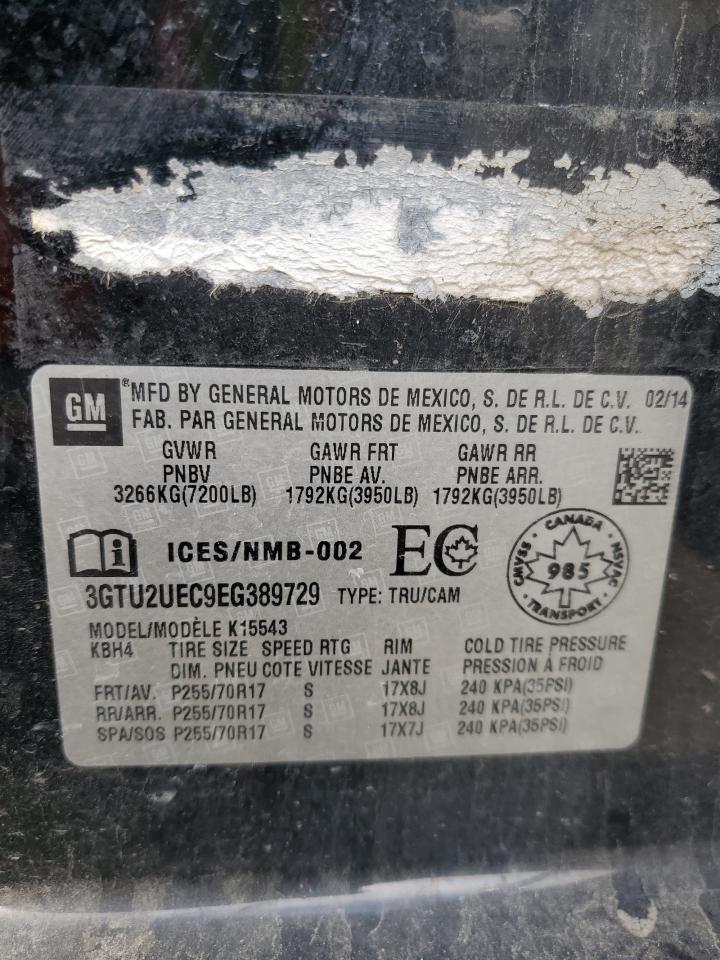 GM ® MFD BY GENERAL MOTORS DE MEXICO, S. DE R.L. DE C.V. 02/14
FAB. PAR GENERAL MOTORS DE MEXICO, S. DE R.L. DE C.V.
GVWR GAWR FRT GAWR RR
PNBV PNBE AV. PNBE ARR.
3266KG(7200LB) 1792KG(3950LB) 1792KG(3950LB)
i ICES/NMB-002 EC
CANADA
CMVSS 985 NSVAC
TRANSPORT
3GTU2UEC9EG389729 TYPE: TRU/CAM
MODEL/MODÈLE K15543
KBH4 TIRE SIZE SPEED RTG RIM COLD TIRE PRESSURE
DIM. PNEU COTE VITESSE JANTE PRESSION À FROID
FRT/AV. P255/70R17 S 17X8J 240 KPA(35PSI)
RR/ARR. P255/70R17 S 17X8J 240 KPA(35PSI)
SPA/SOS P255/70R17 S 17X7J 240 KPA(35PSI)